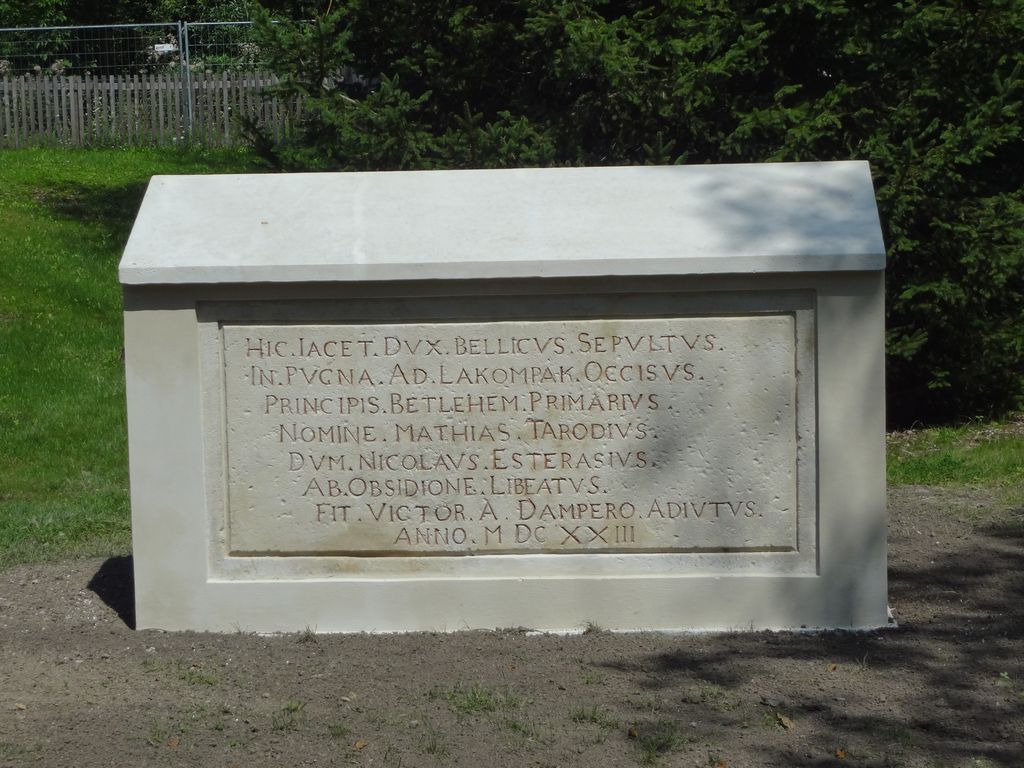 HIC. IACET. DVX. BELLICVS. SEPVLTVS.
IN. PVGNA. AD. LAKOMPAK. OCCISVS.
PRINCIPIS. BETLEHEM. PRIMARIVS.
NOMINE. MATHIAS. TARODIVS.
DVM. NICOLAVS. ESTERASIVS.
AB. OBSIDIONE. LIBEATVS.
FIT. VICTOR. A. DAMPERO. ADIVTVS.
ANNO. M DC XXIII